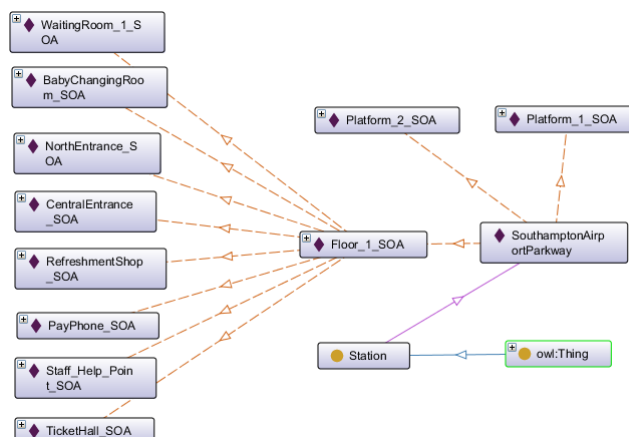 WaitingRoom_1_S
OA
BabyChangingRoo
m_SOA
NorthEntrance_S
OA
CentralEntrance
_SOA
RefreshmentShop
_SOA
PayPhone_SOA
Staff_Help_Poin
t_SOA
TicketHall_SOA
Floor_1_SOA
Platform_2_SOA
Platform_1_SOA
SouthamptonAirp
ortParkway
Station
owl:Thing